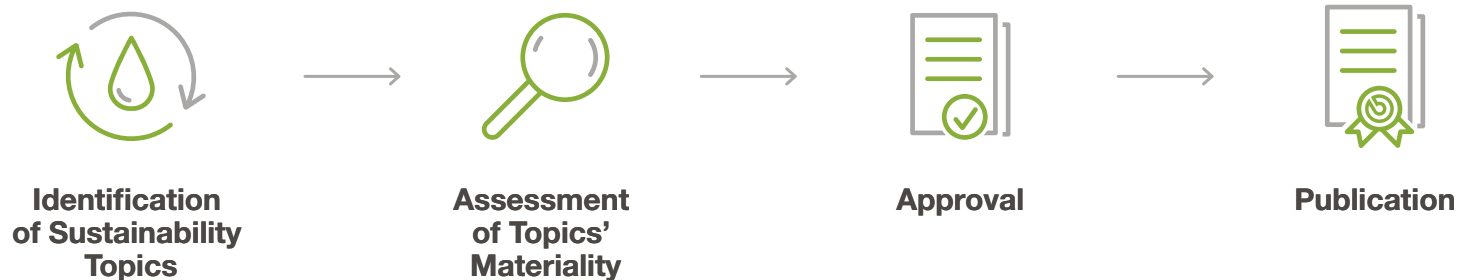 Identification
of Sustainability
Topics
Assessment
of Topics’
Materiality
Approval
Publication